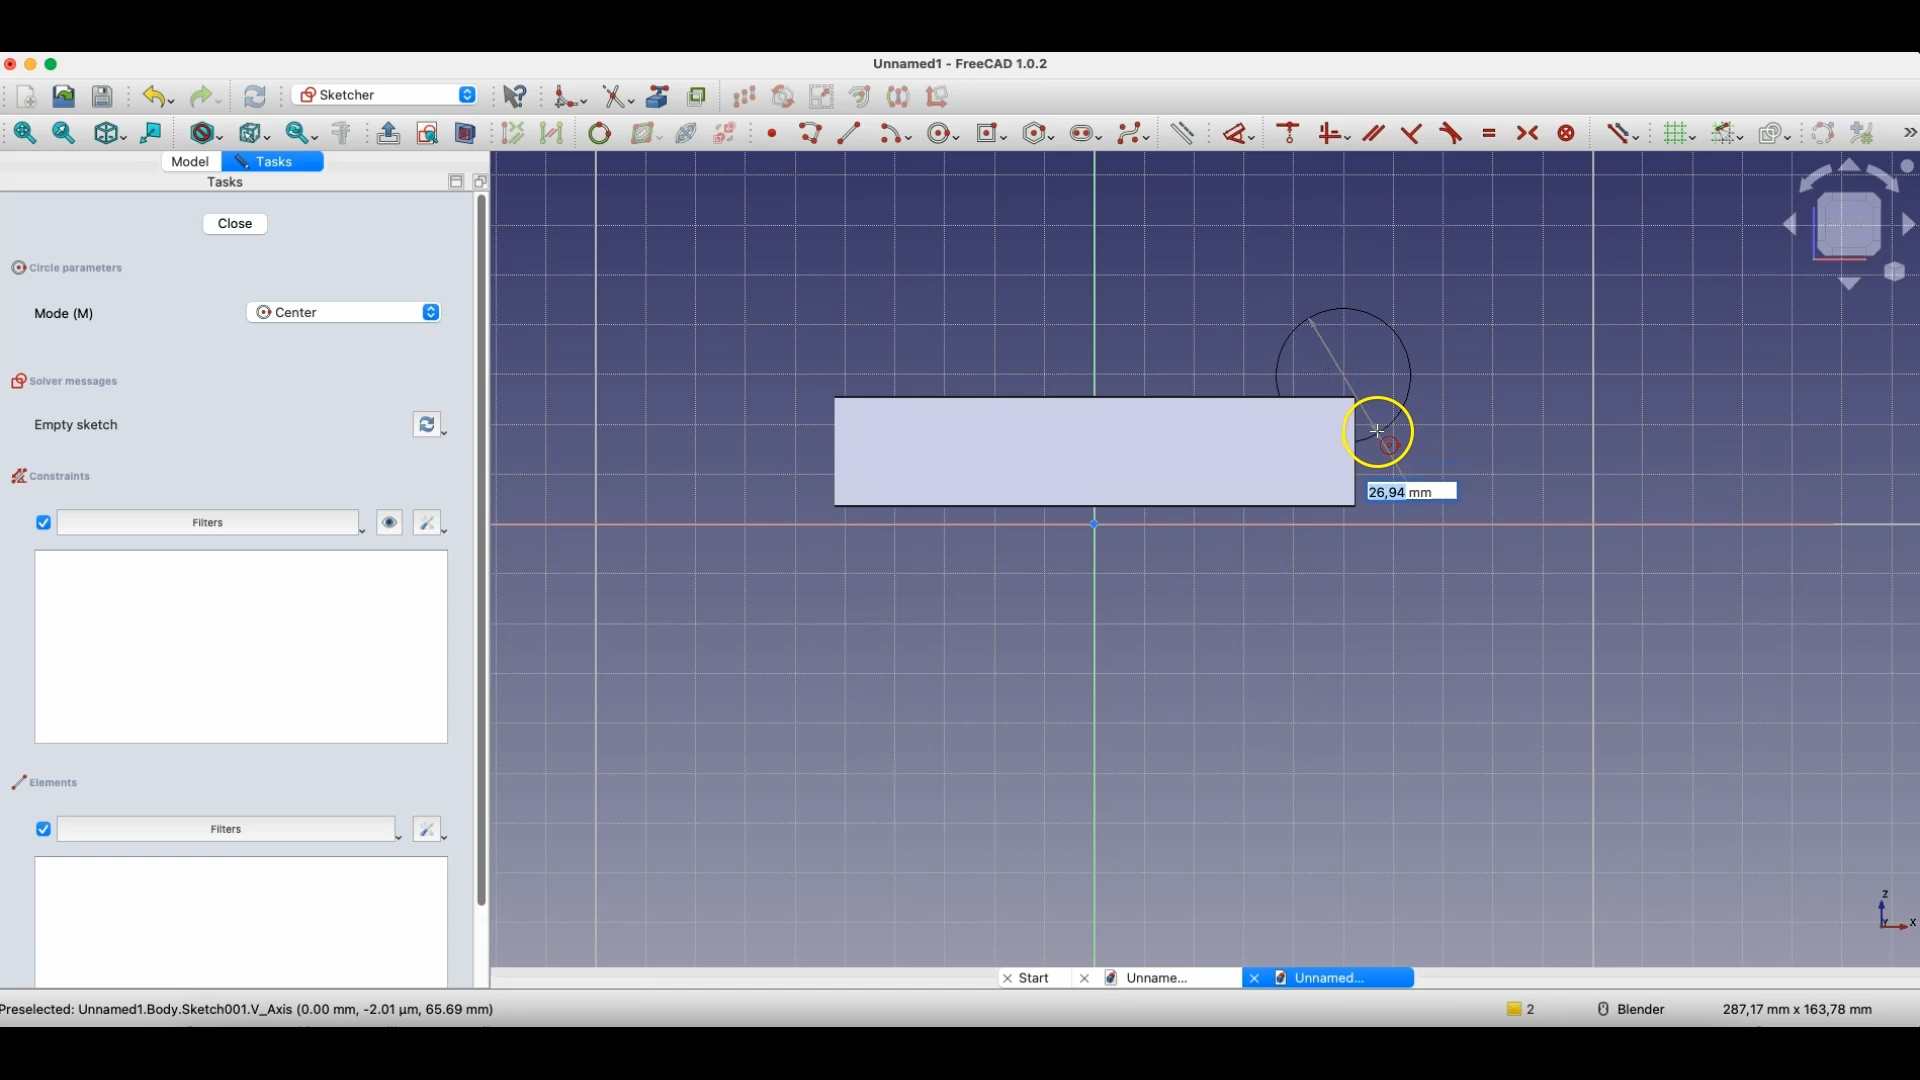 Unnamed1 - FreeCAD 1.0.2
Sketcher
Model
Tasks
Tasks
Close
Circle parameters
Mode (M)
Center
Solver messages
Empty sketch
Constraints
Filters
26,94 mm
Elements
Filters
Z
Y
X
Start
Unname...
Unnamed...
Preselected: Unnamed1.Body.Sketch001.V_Axis (0.00 mm, -2.01 µm, 65.69 mm)
2
Blender
287,17 mm x 163,78 mm